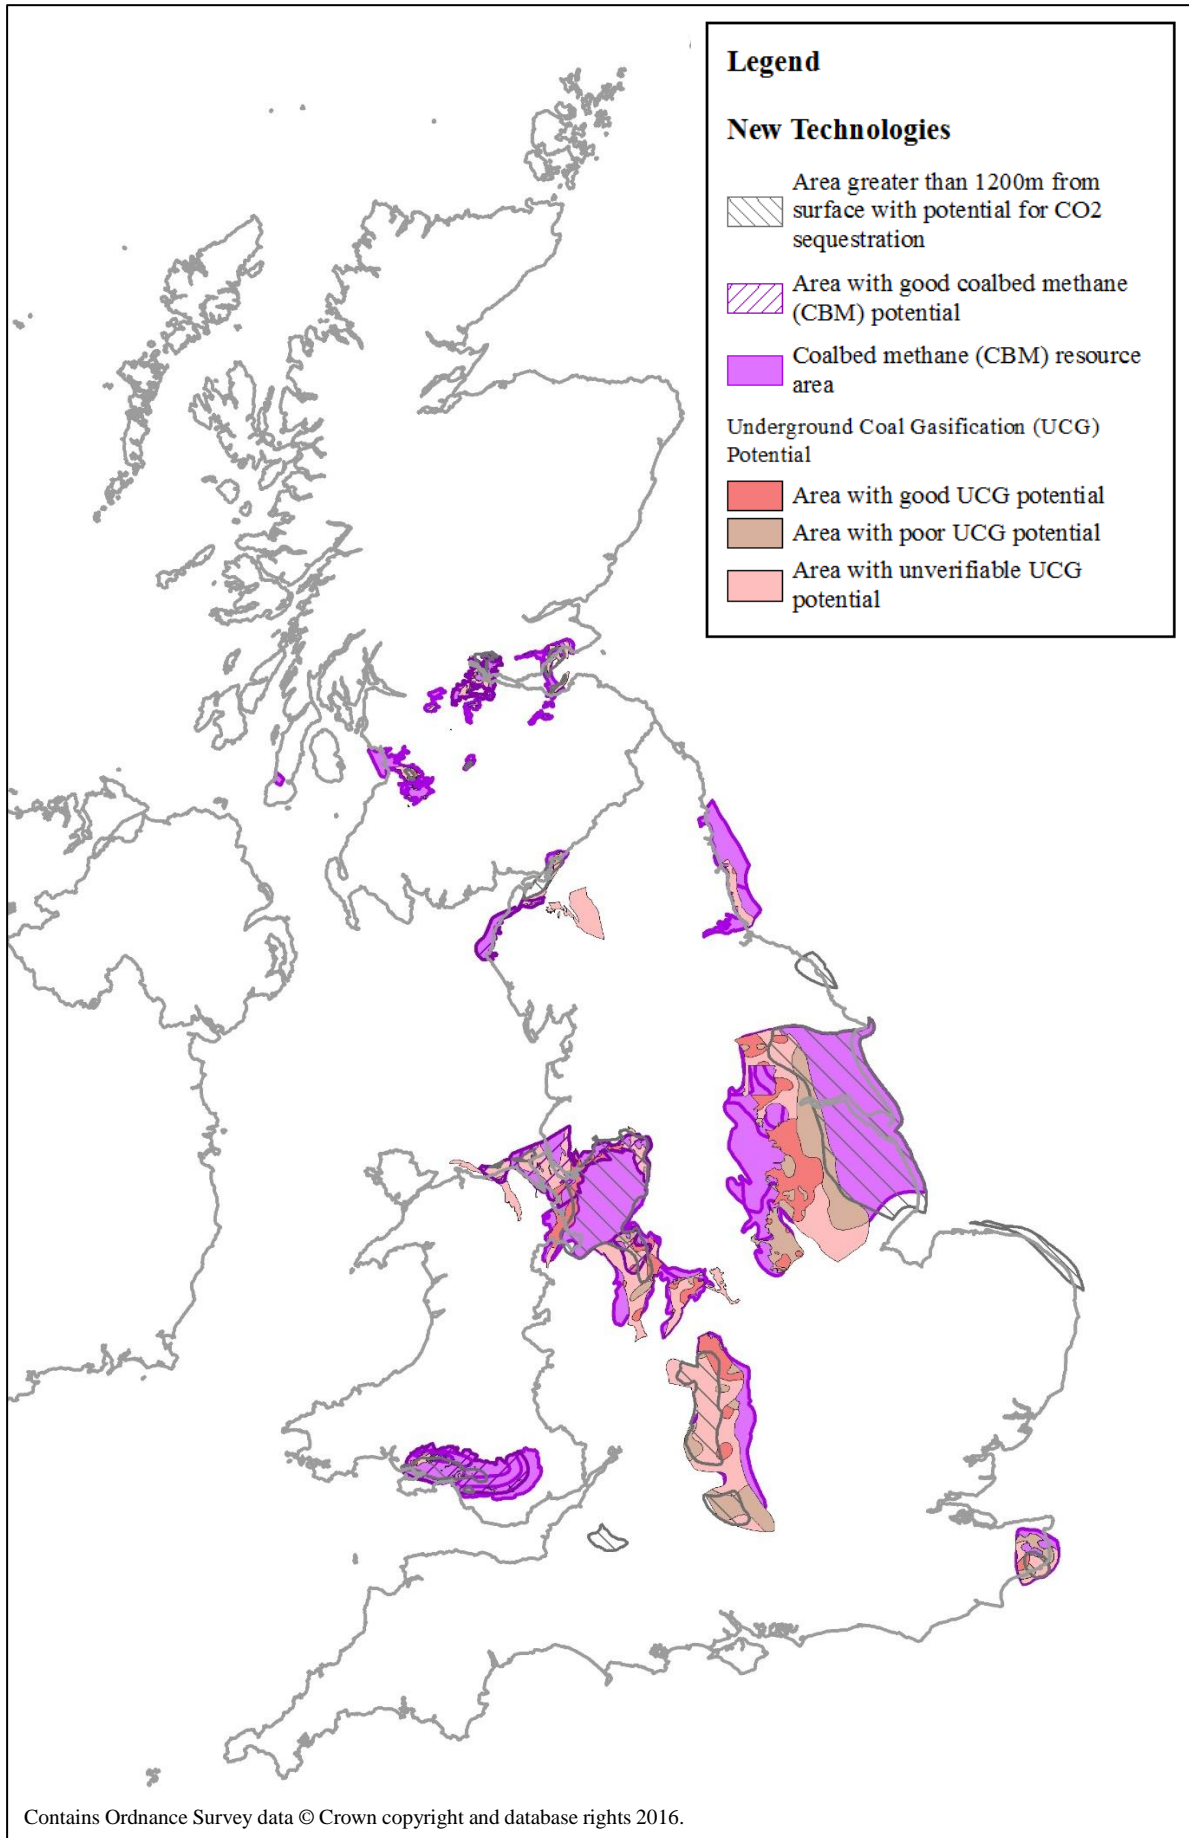 Legend
New Technologies
Area greater than 1200m from
surface with potential for CO2
sequestration
Area with good coalbed methane
(CBM) potential
Coalbed methane (CBM) resource
area
Underground Coal Gasification (UCG)
Potential
Area with good UCG potential
Area with poor UCG potential
Area with unverifiable UCG
potential
Contains Ordnance Survey data © Crown copyright and database rights 2016.